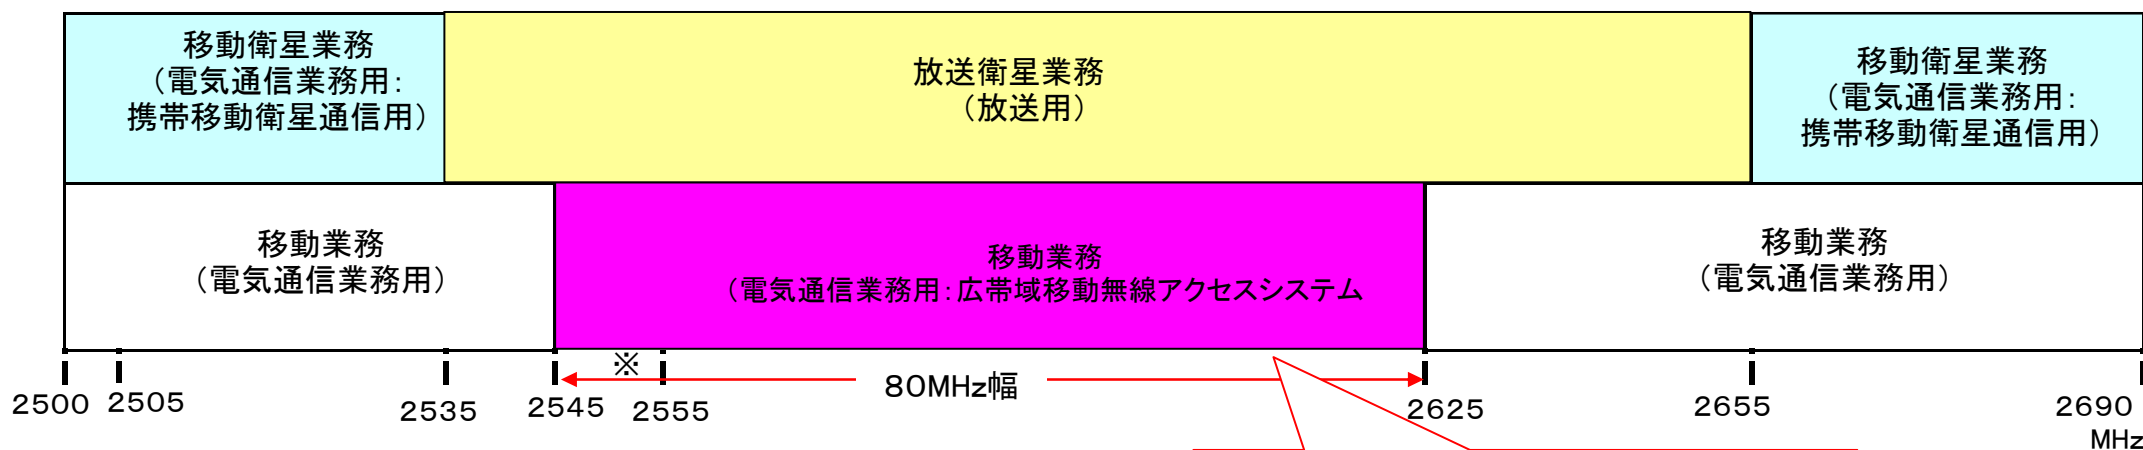 移動衛星業務
（電気通信業務用：
携帯移動衛星通信用）
放送衛星業務
（放送用）
移動衛星業務
（電気通信業務用：
携帯移動衛星通信用）
移動業務
（電気通信業務用）
移動業務
（電気通信業務用：広帯域移動無線アクセスシステム
移動業務
（電気通信業務用）
※
80MHz幅
2500
2505
2535
2545
2555
2625
2655
2690
MHz